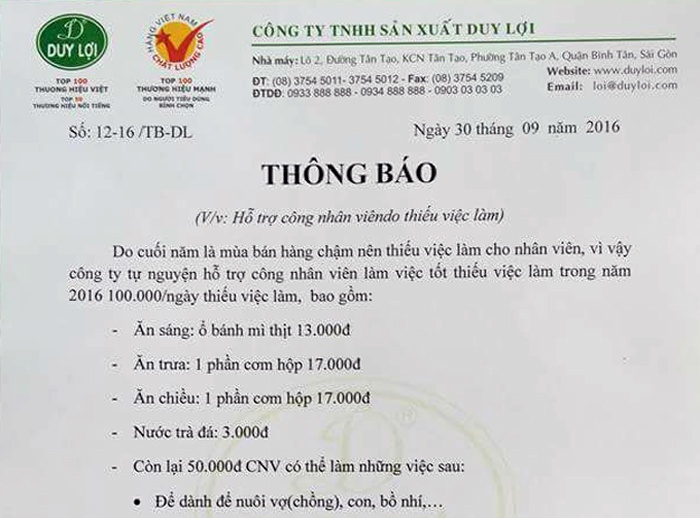 DUY LỢI
TOP 100
THƯƠNG HIỆU VIỆT
TOP 50
THƯƠNG HIỆU NỔI TIẾNG
HÀNG VIỆT NAM
CHẤT LƯỢNG CAO
TOP 100
THƯƠNG HIỆU MẠNH
DO NGƯỜI TIÊU DÙNG
BÌNH CHỌN
CÔNG TY TNHH SẢN XUẤT DUY LỢI
Nhà máy: Lô 2, Đường Tân Tạo, KCN Tân Tạo, Phường Tân Tạo A, Quận Bình Tân, Sài Gòn
ĐT: (08) 3754 5011- 3754 5012 - Fax: (08) 3754 5209
Website: www.duyloi.com
ĐTDĐ: 0933 888 888 - 0934 888 888 - 0903 03 03 03
Email: loi@duyloi.com
Số: 12-16 /TB-DL
Ngày 30 tháng 09 năm 2016
THÔNG BÁO
(V/v: Hỗ trợ công nhân viêndo thiếu việc làm)
Do cuối năm là mùa bán hàng chậm nên thiếu việc làm cho nhân viên, vì vậy
công ty tự nguyện hỗ trợ công nhân viên làm việc tốt thiếu việc làm trong năm
2016 100.000/ngày thiếu việc làm, bao gồm:
- Ăn sáng: ổ bánh mì thịt 13.000đ
- Ăn trưa: 1 phần cơm hộp 17.000đ
- Ăn chiều: 1 phần cơm hộp 17.000đ
- Nước trà đá: 3.000đ
- Còn lại 50.000đ CNV có thể làm những việc sau:
• Để dành để nuôi vợ(chồng), con, bồ nhí,…